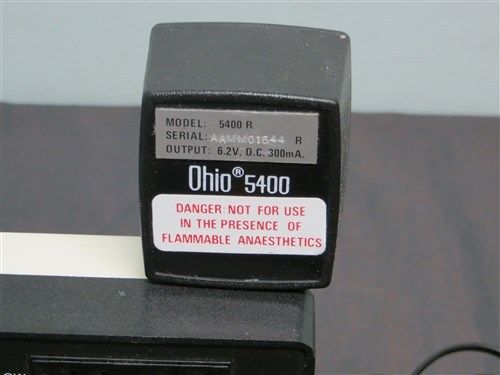 MODEL: 5400 R
SERIAL: AAMM01544 R
OUTPUT: 6.2V, D.C. 300mA.
Ohio® 5400
DANGER: NOT FOR USE
IN THE PRESENCE OF
FLAMMABLE ANAESTHETICS